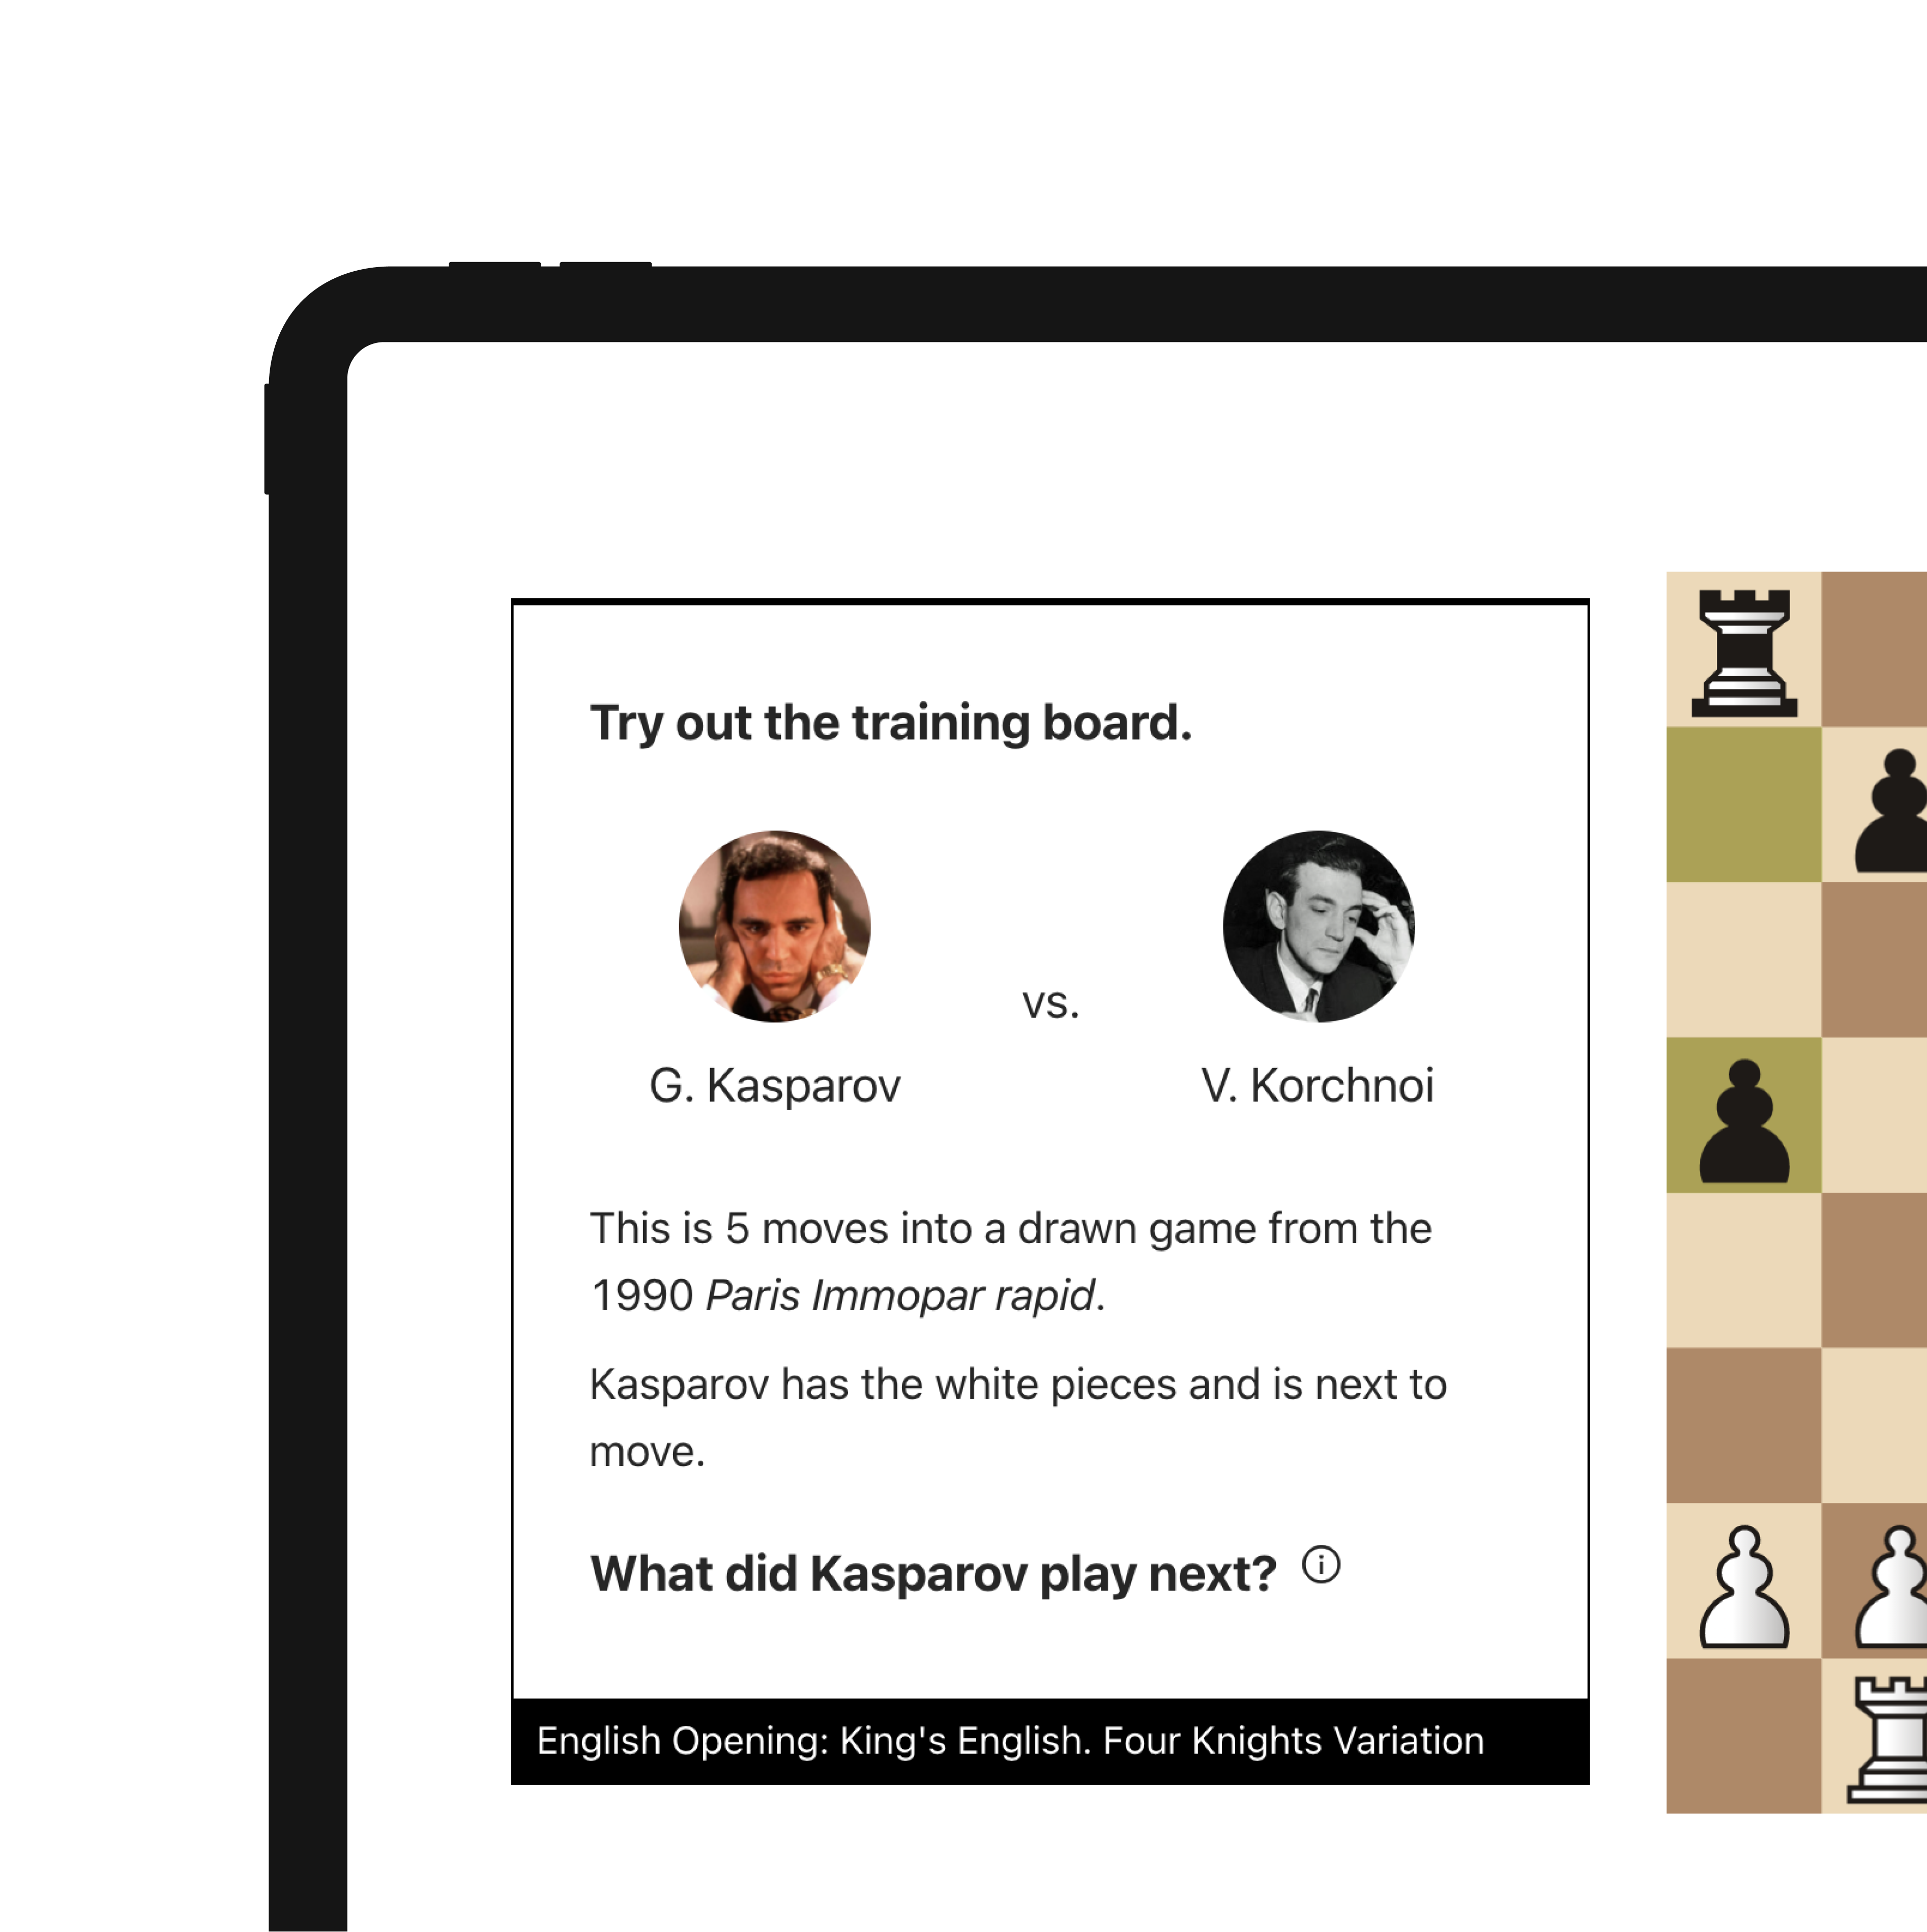 Try out the training board.
vs.
G. Kasparov
V. Korchnoi
This is 5 moves into a drawn game from the
1990 Paris Immopar rapid.
Kasparov has the white pieces and is next to
move.
What did Kasparov play next?
English Opening: King's English. Four Knights Variation